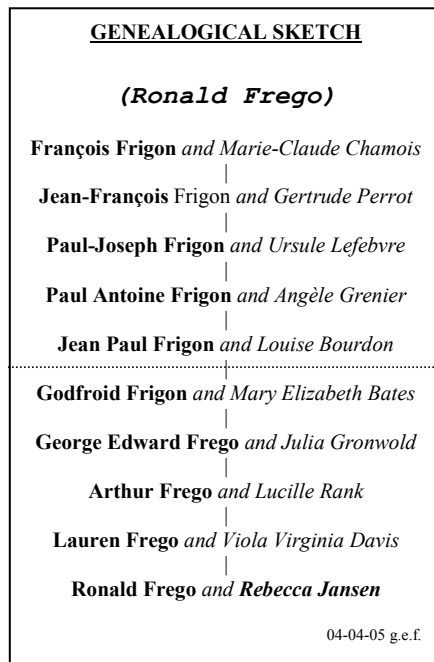 GENEALOGICAL SKETCH
(Ronald Frego)
François Frigon and Marie-Claude Chamois
|
Jean-François Frigon and Gertrude Perrot
|
Paul-Joseph Frigon and Ursule Lefebvre
|
Paul Antoine Frigon and Angèle Grenier
|
Jean Paul Frigon and Louise Bourdon
|
Godfroid Frigon and Mary Elizabeth Bates
|
George Edward Frego and Julia Gronwold
|
Arthur Frego and Lucille Rank
|
Lauren Frego and Viola Virginia Davis
|
Ronald Frego and Rebecca Jansen
04-04-05 g.e.f.